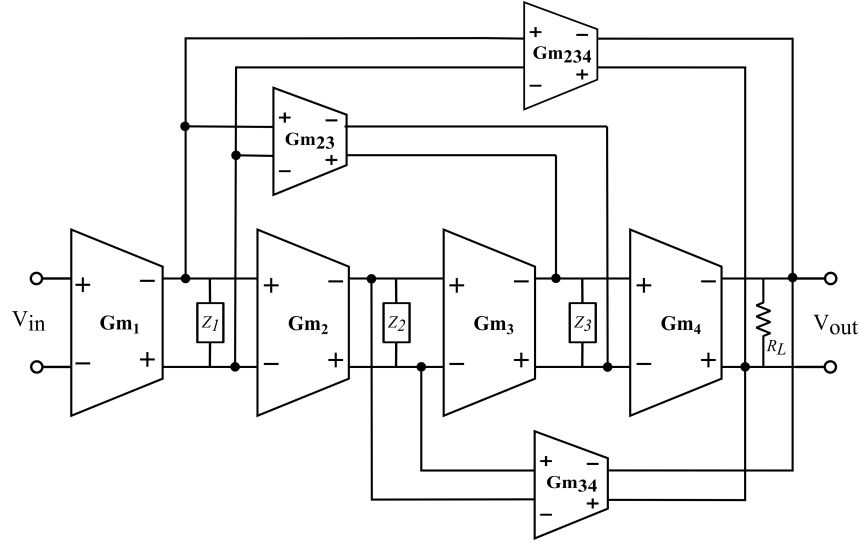 + −
Gm234
− +
+ −
Gm23
+
−
+ − + − + − + −
Vin Gm1 Z1 Gm2 Z2 Gm3 Z3 Gm4 Vout
RL
− + − + − + − +
+ −
Gm34
− +